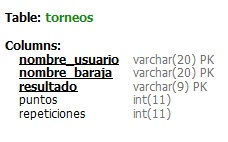 Table: torneos
Columns:
nombre_usuario varchar(20) PK
nombre_baraja varchar(20) PK
resultado varchar(9) PK
puntos int(11)
repeticiones int(11)